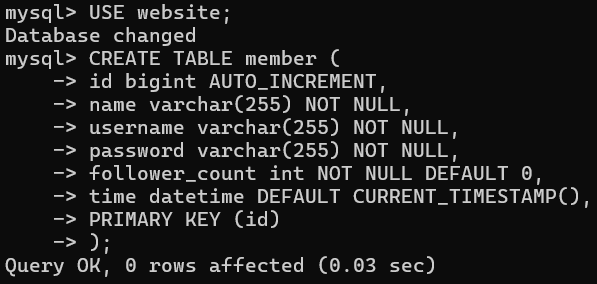 mysql> USE website;
Database changed
mysql> CREATE TABLE member (
    -> id bigint AUTO_INCREMENT,
    -> name varchar(255) NOT NULL,
    -> username varchar(255) NOT NULL,
    -> password varchar(255) NOT NULL,
    -> follower_count int NOT NULL DEFAULT 0,
    -> time datetime DEFAULT CURRENT_TIMESTAMP(),
    -> PRIMARY KEY (id)
    -> );
Query OK, 0 rows affected (0.03 sec)